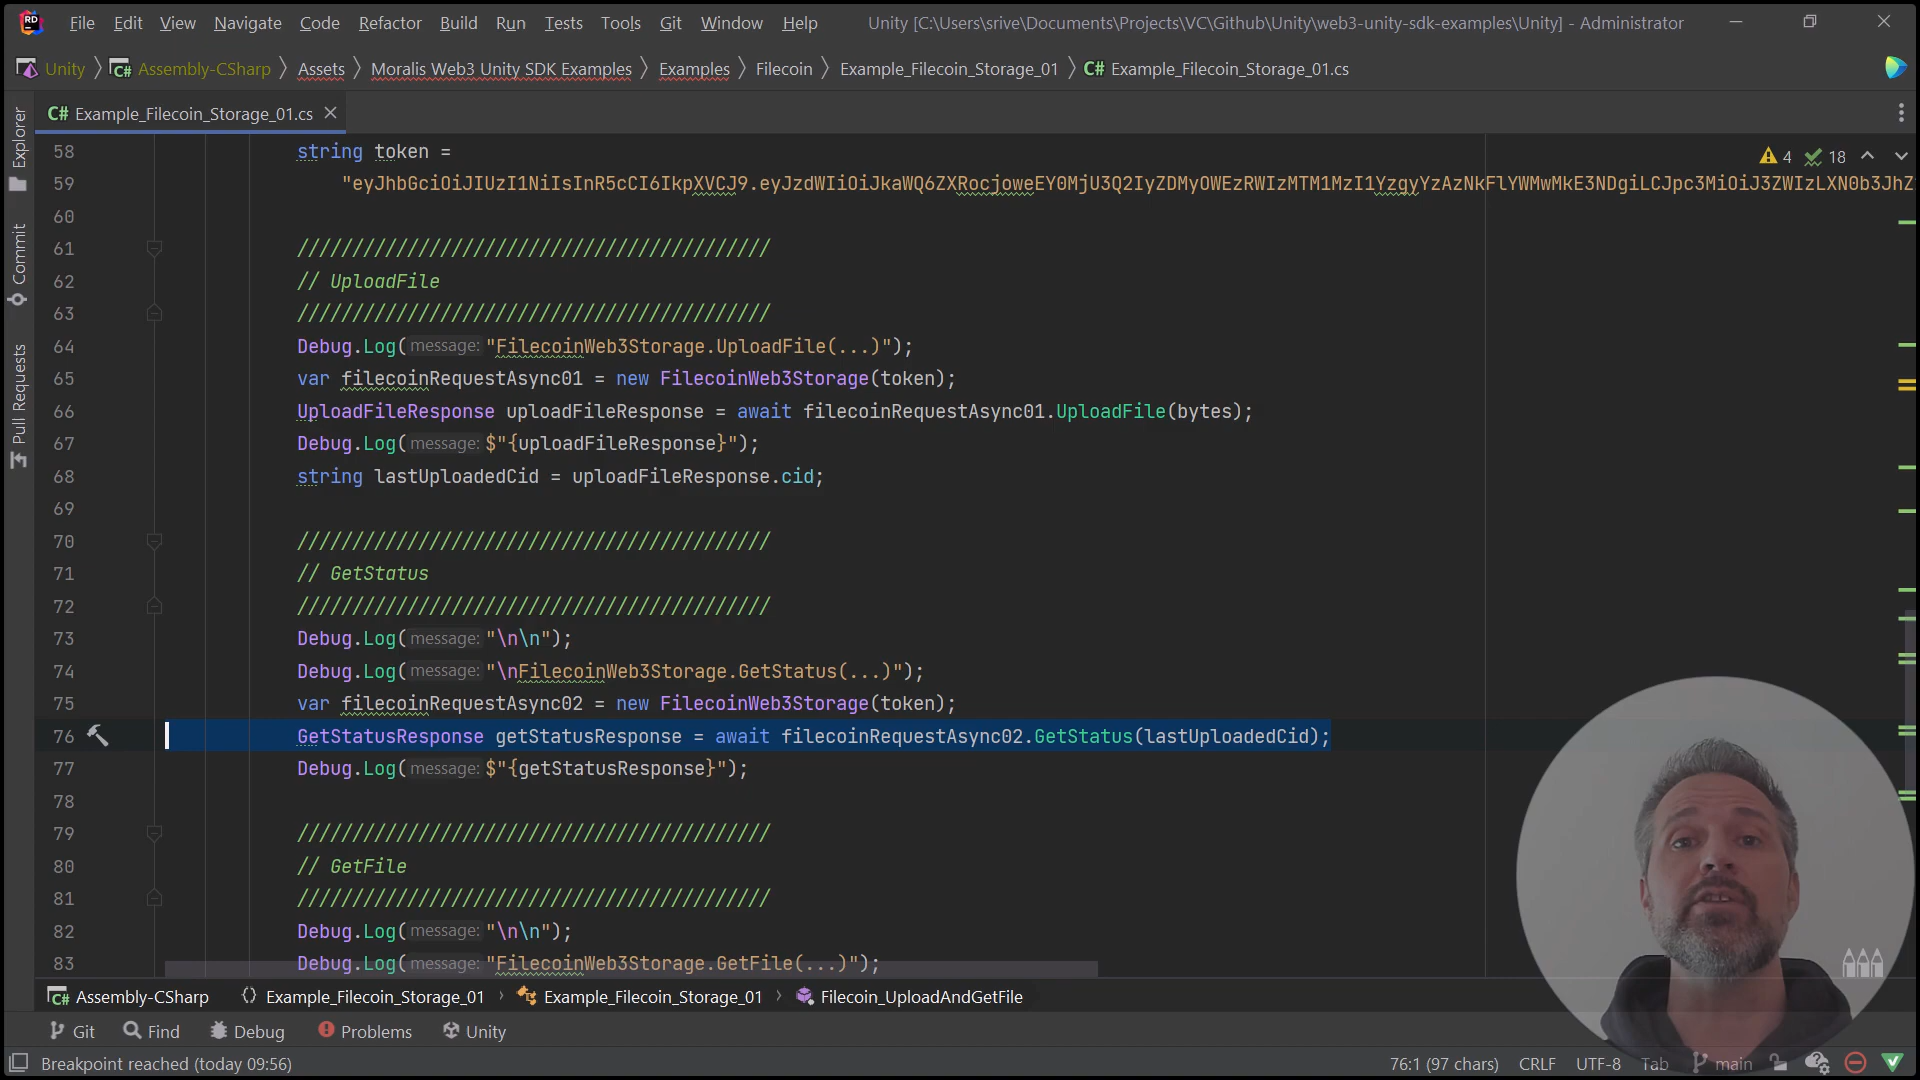 File Edit View Navigate Code Refactor Build Run Tests Tools Git Window Help Unity [C:\Users\srive\Documents\Projects\VC\Github\Unity\web3-unity-sdk-examples\Unity] - Administrator
Unity Assembly-CSharp Assets Moralis Web3 Unity SDK Examples Examples Filecoin Example_Filecoin_Storage_01 C# Example_Filecoin_Storage_01.cs
C# Example_Filecoin_Storage_01.cs
Explorer
Commit
Pull Requests
4 18
58 string token =
59 "eyJhbGciOiJIUzI1NiIsInR5cCI6IkpXVCJ9.eyJzdWIiOiJkaWQ6ZXRocjoweEY0MjU3Q2IyZDMyOWEzRWIzMTM1MzI1YzgyYzAzNkFlYWMwMkE3NDgiLCJpc3MiOiJ3ZWIzLXN0b3JhZ
60
61 ///////////////////////////////////////////
62 // UploadFile
63 ///////////////////////////////////////////
64 Debug.Log(message: "FilecoinWeb3Storage.UploadFile(...)");
65 var filecoinRequestAsync01 = new FilecoinWeb3Storage(token);
66 UploadFileResponse uploadFileResponse = await filecoinRequestAsync01.UploadFile(bytes);
67 Debug.Log(message: $"{uploadFileResponse}");
68 string lastUploadedCid = uploadFileResponse.cid;
69
70 ///////////////////////////////////////////
71 // GetStatus
72 ///////////////////////////////////////////
73 Debug.Log(message: "\n\n");
74 Debug.Log(message: "\nFilecoinWeb3Storage.GetStatus(...)");
75 var filecoinRequestAsync02 = new FilecoinWeb3Storage(token);
76 GetStatusResponse getStatusResponse = await filecoinRequestAsync02.GetStatus(lastUploadedCid);
77 Debug.Log(message: $"{getStatusResponse}");
78
79 ///////////////////////////////////////////
80 // GetFile
81 ///////////////////////////////////////////
82 Debug.Log(message: "\n\n");
83 Debug.Log(message: "FilecoinWeb3Storage.GetFile(...)");
Assembly-CSharp Example_Filecoin_Storage_01 Example_Filecoin_Storage_01 Filecoin_UploadAndGetFile
Git Find Debug Problems Unity
Breakpoint reached (today 09:56) 76:1 (97 chars) CRLF UTF-8 Tab main